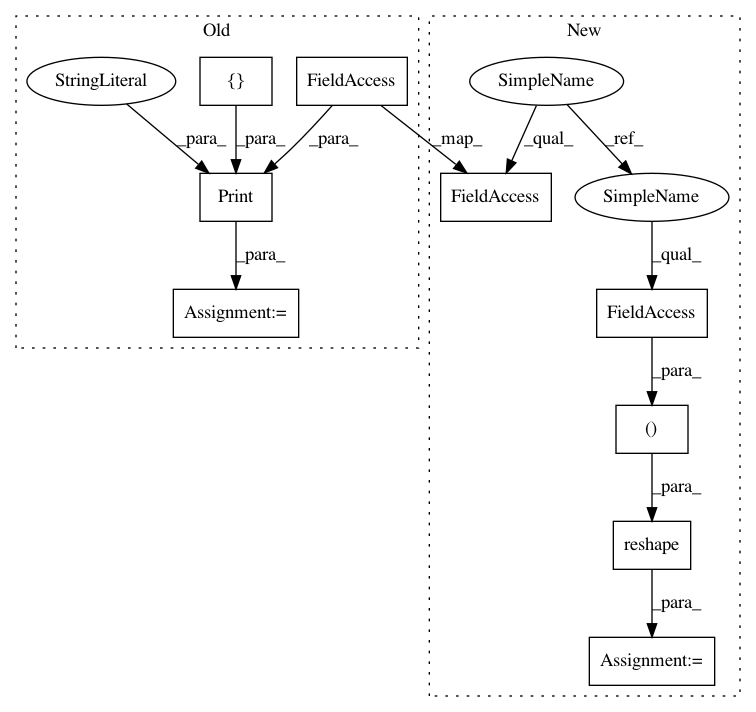 Old
New
StringLiteral
{}
FieldAccess
SimpleName
_para_
_para_
_para_
_map_
_qual_
_ref_
Print
FieldAccess
SimpleName
_para_
_qual_
Assignment:=
FieldAccess
_para_
()
_para_
reshape
_para_
Assignment:=